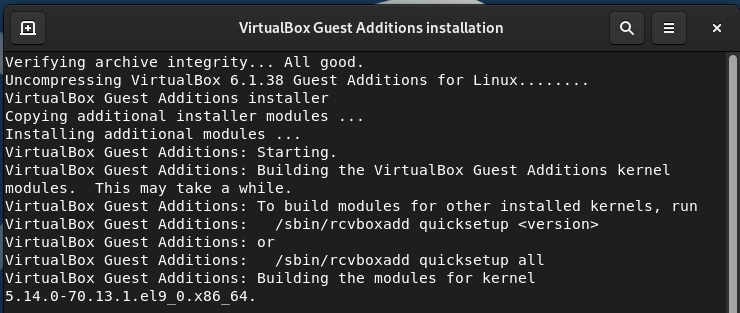 VirtualBox Guest Additions installation
Verifying archive integrity... All good.
Uncompressing VirtualBox 6.1.38 Guest Additions for Linux........
VirtualBox Guest Additions installer
Copying additional installer modules ...
Installing additional modules ...
VirtualBox Guest Additions: Starting.
VirtualBox Guest Additions: Building the VirtualBox Guest Additions kernel
modules.  This may take a while.
VirtualBox Guest Additions: To build modules for other installed kernels, run
VirtualBox Guest Additions:   /sbin/rcvboxadd quicksetup <version>
VirtualBox Guest Additions: or
VirtualBox Guest Additions:   /sbin/rcvboxadd quicksetup all
VirtualBox Guest Additions: Building the modules for kernel
5.14.0-70.13.1.el9_0.x86_64.